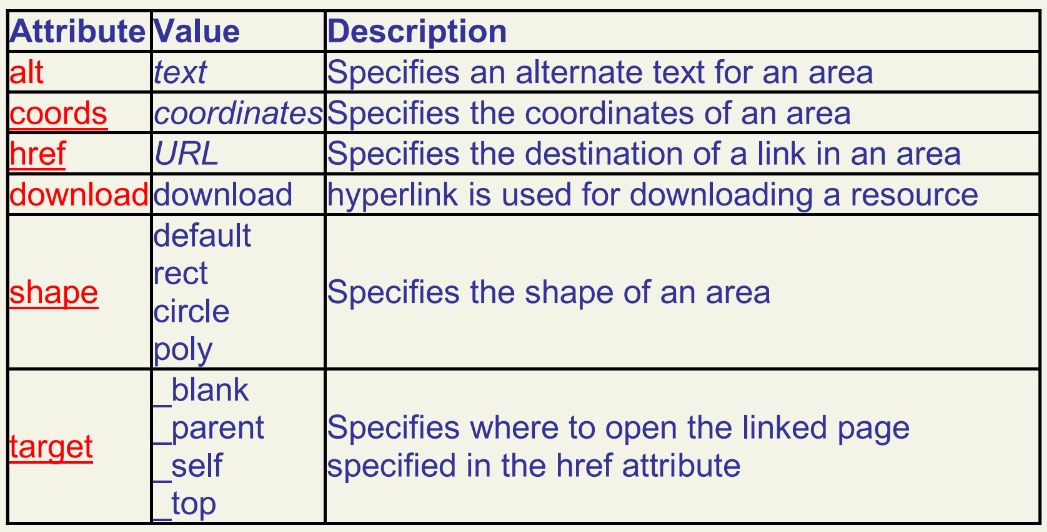 Attribute Value Description
alt text Specifies an alternate text for an area
coords coordinates Specifies the coordinates of an area
href URL Specifies the destination of a link in an area
download download hyperlink is used for downloading a resource
shape default rect circle poly Specifies the shape of an area
target _blank _parent _self _top Specifies where to open the linked page specified in the href attribute